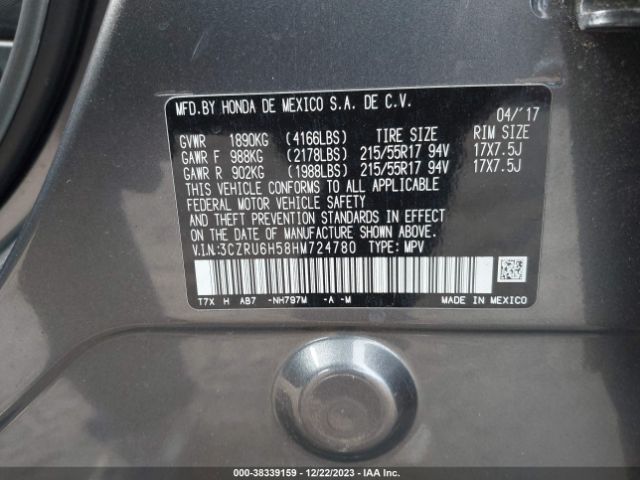 MFD.BY HONDA DE MEXICO S.A. DE C.V.
04/'17
GVWR 1890KG (4166LBS) TIRE SIZE RIM SIZE
GAWR F 988KG (2178LBS) 215/55R17 94V 17X7.5J
GAWR R 902KG (1988LBS) 215/55R17 94V 17X7.5J
THIS VEHICLE CONFORMS TO ALL APPLICABLE
FEDERAL MOTOR VEHICLE SAFETY
AND THEFT PREVENTION STANDARDS IN EFFECT
ON THE DATE OF MANUFACTURE SHOWN ABOVE.
V.I.N.:3CZRU6H58HM724780 TYPE: MPV
T7X H AB7 -NH797M -A -M MADE IN MEXICO
000-38339159 - 12/22/2023 - IAA Inc.